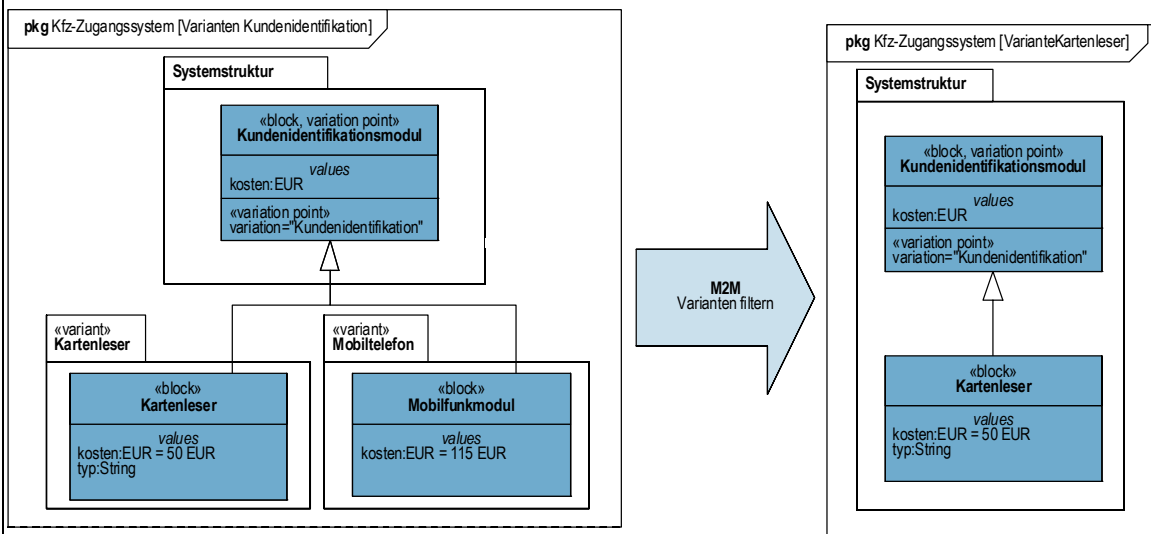 pkg Kfz-Zugangssystem [Varianten Kundenidentifikation]
Systemstruktur
«block, variation point»
Kundenidentifikationsmodul
values
kosten:EUR
«variation point»
variation="Kundenidentifikation"
«variant»
Kartenleser
«block»
Kartenleser
values
kosten:EUR = 50 EUR
typ:String
«variant»
Mobiltelefon
«block»
Mobilfunkmodul
values
kosten:EUR = 115 EUR
M2M
Varianten filtern
pkg Kfz-Zugangssystem [VarianteKartenleser]
Systemstruktur
«block, variation point»
Kundenidentifikationsmodul
values
kosten:EUR
«variation point»
variation="Kundenidentifikation"
«block»
Kartenleser
values
kosten:EUR = 50 EUR
typ:String